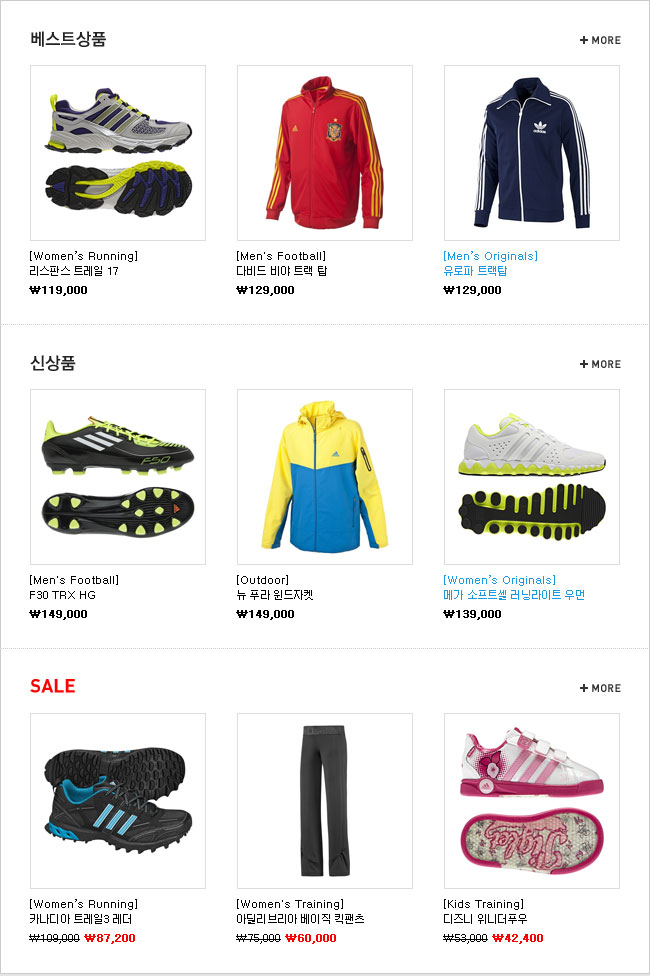 베스트상품
+ MORE
adidas
[Women's Running]
리스판스 트레일 17
₩119,000
[Men's Football]
다비드 비야 트랙 탑
₩129,000
[Men's Originals]
유로파 트랙탑
₩129,000
신상품
+ MORE
F50
[Men's Football]
F30 TRX HG
₩149,000
[Outdoor]
뉴 푸라 윈드자켓
₩149,000
[Women's Originals]
메가 소프트셀 러닝라이트 우먼
₩139,000
SALE
+ MORE
Piglet
[Women's Running]
카나디아 트레일3 레더
₩109,000 ₩87,200
[Women's Training]
아딜리브리아 베이직 킥팬츠
₩75,000 ₩60,000
[Kids Training]
디즈니 위니더푸우
₩53,000 ₩42,400